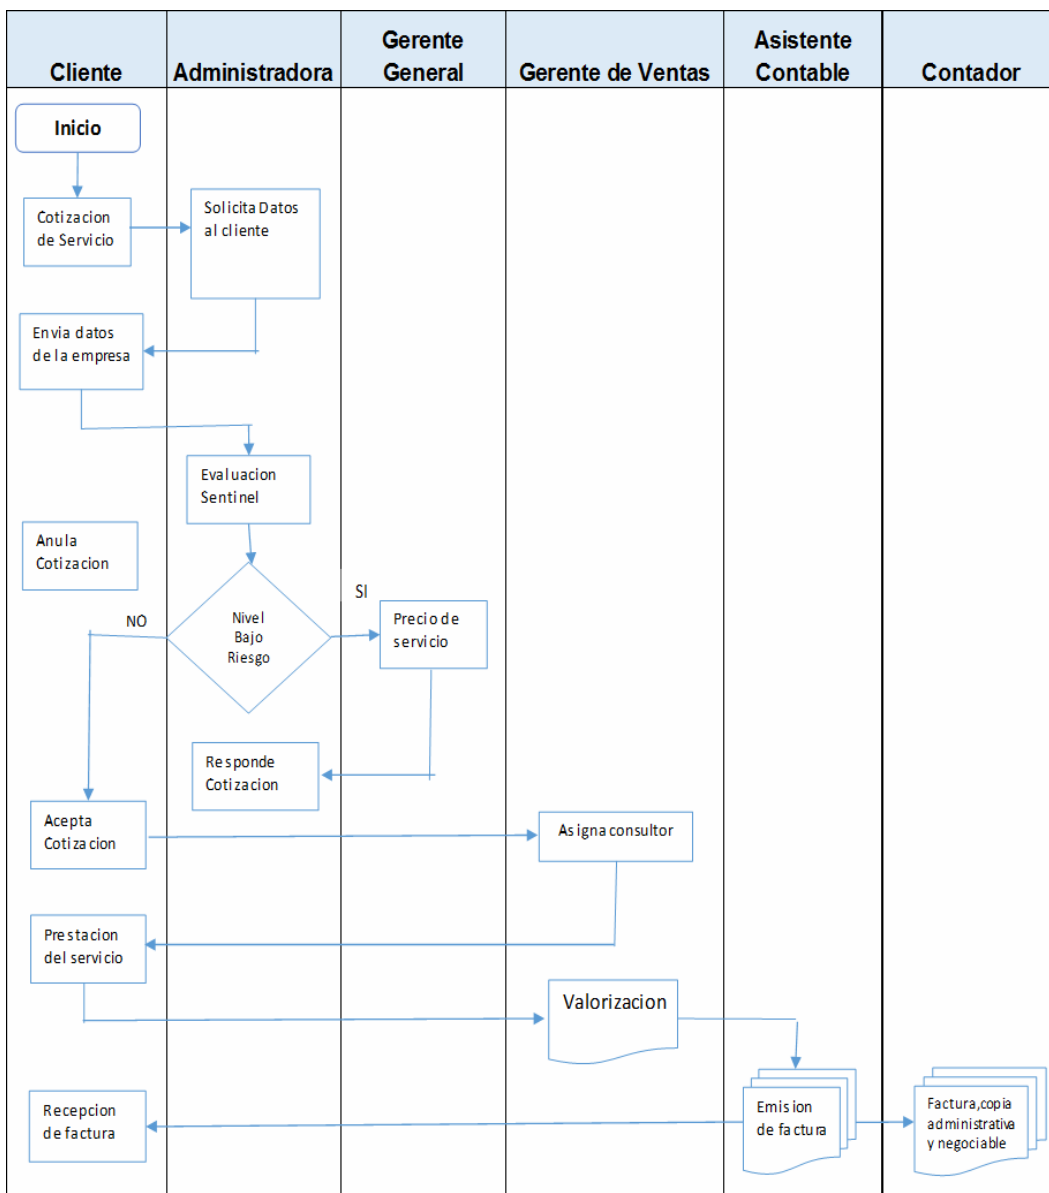 Cliente
Administradora
Gerente
General
Gerente de Ventas
Asistente
Contable
Contador
Inicio
Cotizacion
de Servicio
Solicita Datos
al cliente
Envia datos
de la empresa
Evaluacion
Sentinel
Anula
Cotizacion
NO
Nivel
Bajo
Riesgo
SI
Precio de
servicio
Responde
Cotizacion
Acepta
Cotizacion
Asigna consultor
Prestacion
del servicio
Valorizacion
Recepcion
de factura
Emision
de factura
Factura,copia
administrativa
y negociable